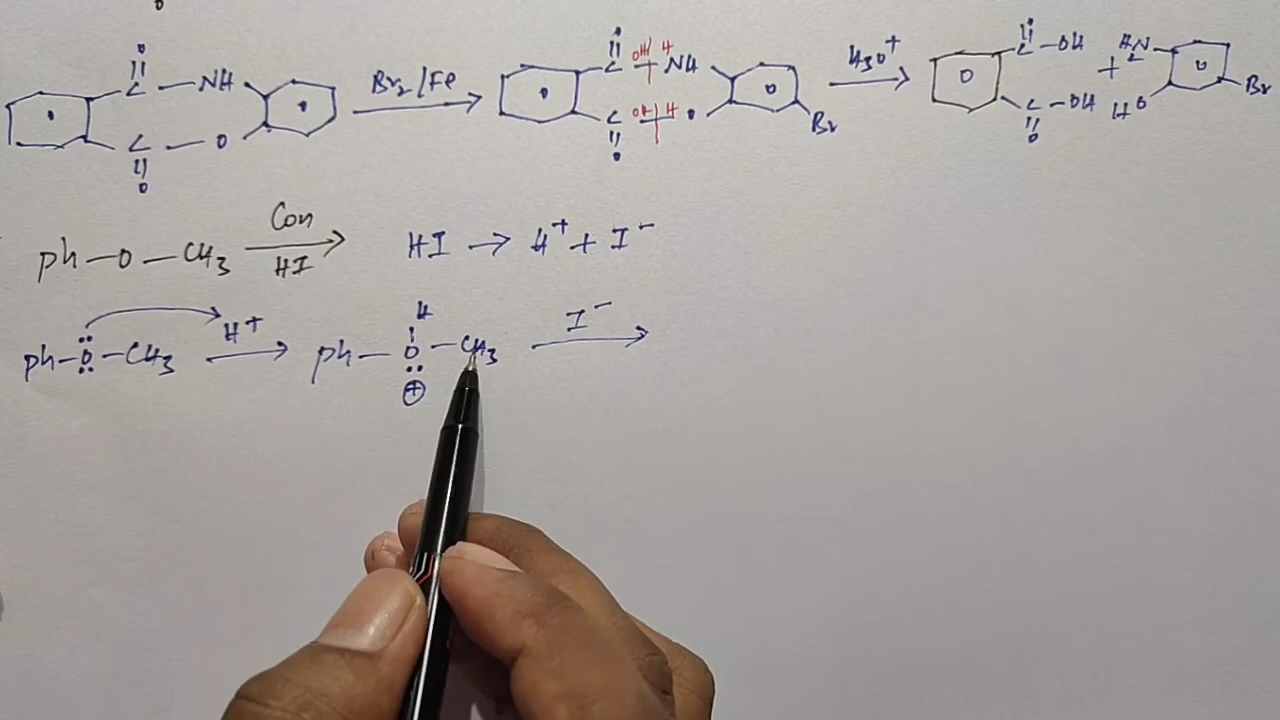 O O O O
C — NH Br₂/Fe C OH H NH H₃O⁺ C — OH + H₂N
C — O C OH H O C — OH HO Br
O O Br O
ph — O — CH₃ Con HI HI → H⁺ + I⁻
ph — O — CH₃ H⁺ ph — O — CH₃ I⁻
H
⊕